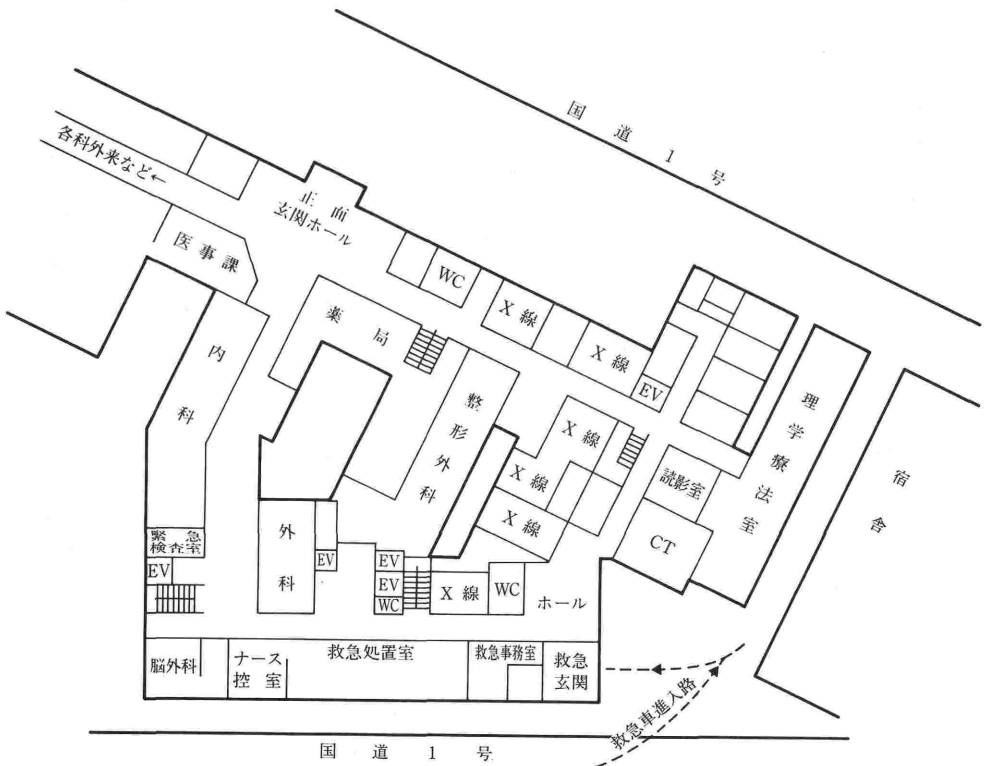 国道1号
各科外来など←
正面
玄関ホール
医事課
WC
X線
薬局
X線
内科
EV
整形外科
X線
理学療法室
X線
読影室
宿舎
X線
緊急
検査室
外科
CT
EV
EV
EV
EV
WC
X線
WC
ホール
脳外科
ナース
控室
救急処置室
救急事務室
救急
玄関
救急車進入路
国道1号